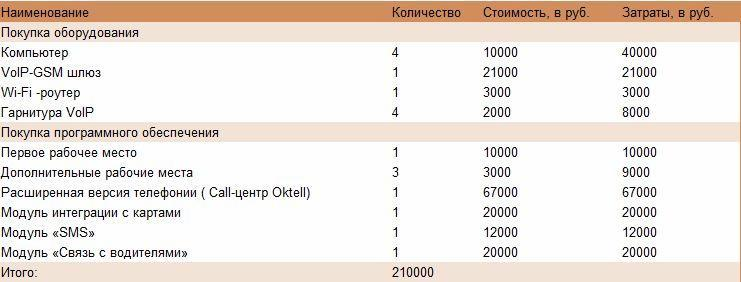 Наименование Количество Стоимость, в руб. Затраты, в руб.
Покупка оборудования
Компьютер 4 10000 40000
VoIP-GSM шлюз 1 21000 21000
Wi-Fi -роутер 1 3000 3000
Гарнитура VoIP 4 2000 8000
Покупка программного обеспечения
Первое рабочее место 1 10000 10000
Дополнительные рабочие места 3 3000 9000
Расширенная версия телефонии ( Call-центр Oktell) 1 67000 67000
Модуль интеграции с картами 1 20000 20000
Модуль «SMS» 1 12000 12000
Модуль «Связь с водителями» 1 20000 20000
Итого: 210000